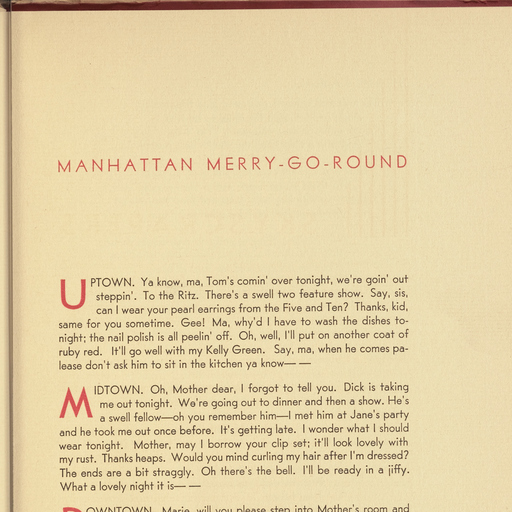 MANHATTAN MERRY-GO-ROUND
UPTOWN. Ya know, ma, Tom's comin' over tonight, we're goin' out
steppin'. To the Ritz. There's a swell two feature show. Say, sis,
can I wear your pearl earrings from the Five and Ten? Thanks, kid,
same for you sometime. Gee! Ma, why'd I have to wash the dishes to-
night; the nail polish is all peelin' off. Oh, well, I'll put on another coat of
ruby red. It'll go well with my Kelly Green. Say, ma, when he comes pa-
lease don't ask him to sit in the kitchen ya know— —
MIDTOWN. Oh, Mother dear, I forgot to tell you. Dick is taking
me out tonight. We're going out to dinner and then a show. He's
a swell fellow—oh you remember him—I met him at Jane's party
and he took me out once before. It's getting late. I wonder what I should
wear tonight. Mother, may I borrow your clip set; it'll look lovely with
my rust. Thanks heaps. Would you mind curling my hair after I'm dressed?
The ends are a bit straggly. Oh there's the bell. I'll be ready in a jiffy.
What a lovely night it is— —
DOWNTOWN. Marie, will you please step into Mother's room and